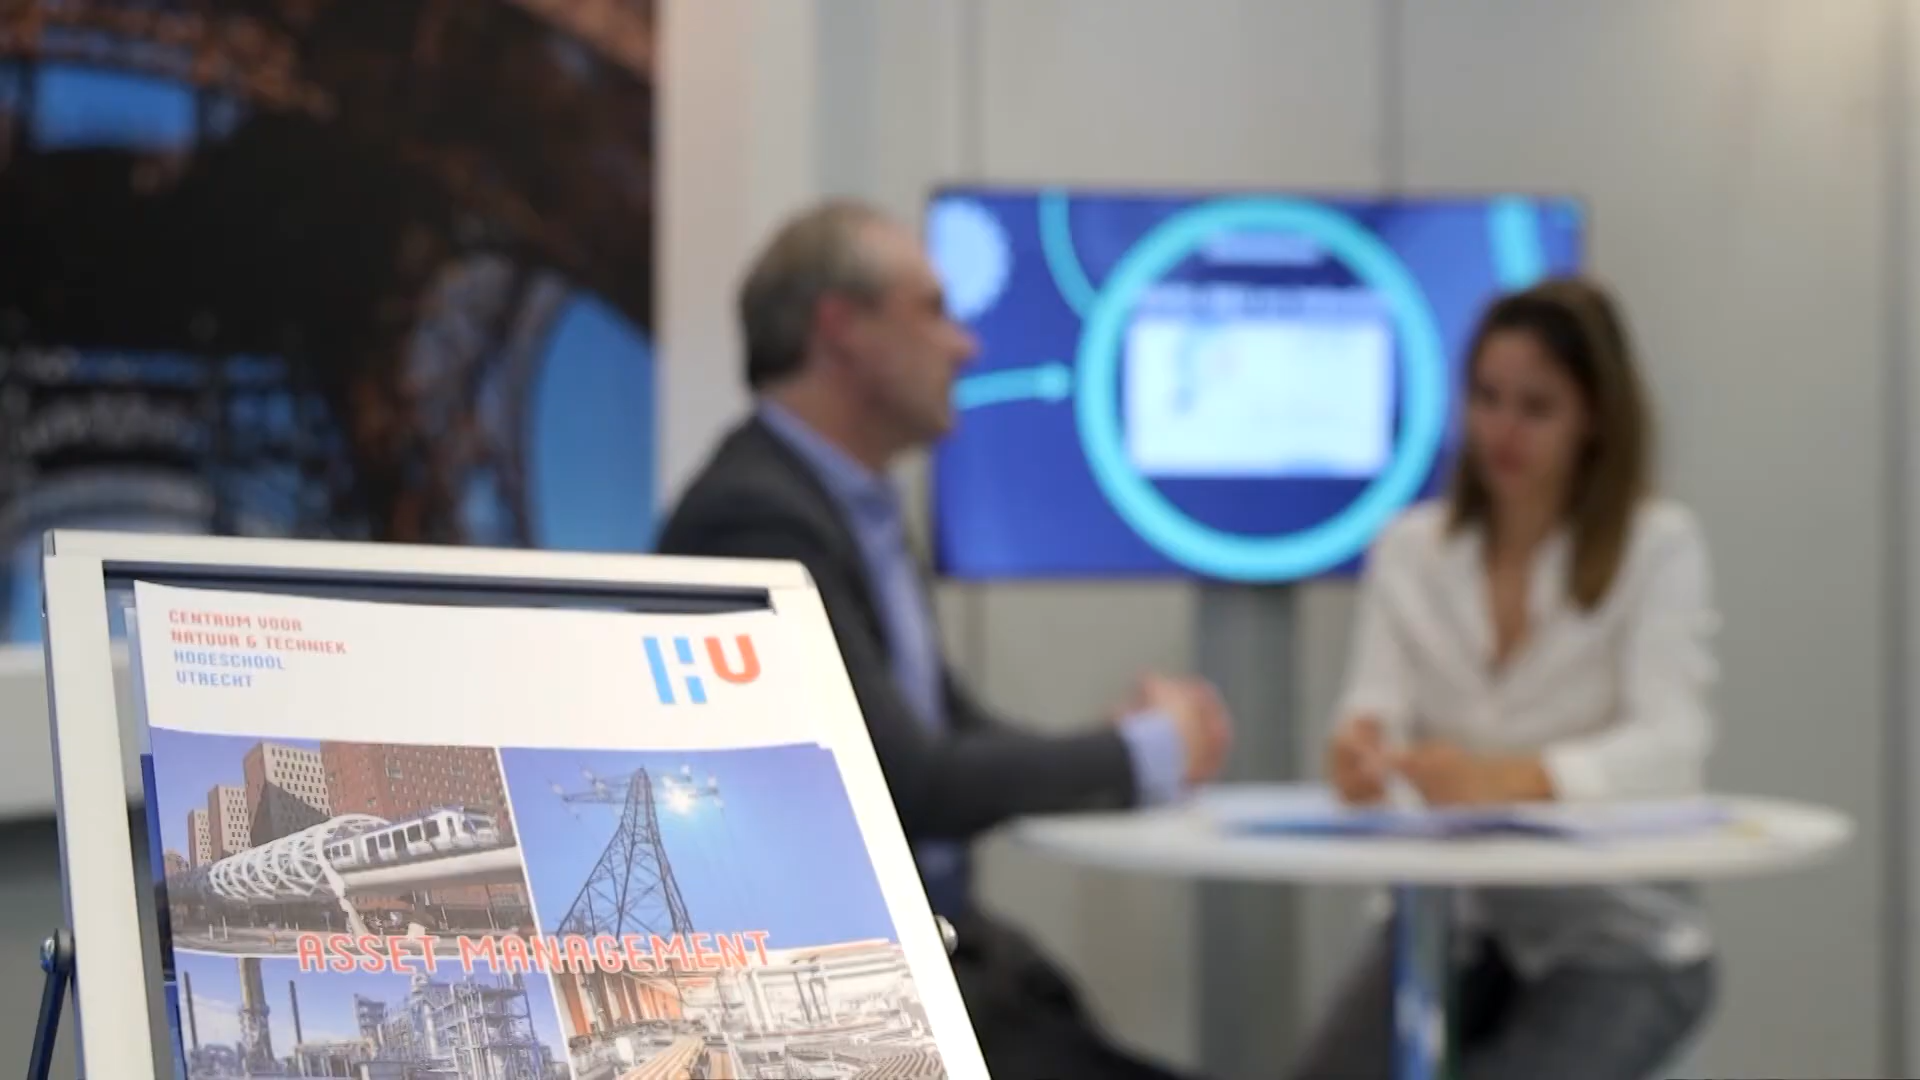 CENTRUM VOOR
NATUUR & TECHNIEK
HOGESCHOOL
UTRECHT
HU
ASSET MANAGEMENT